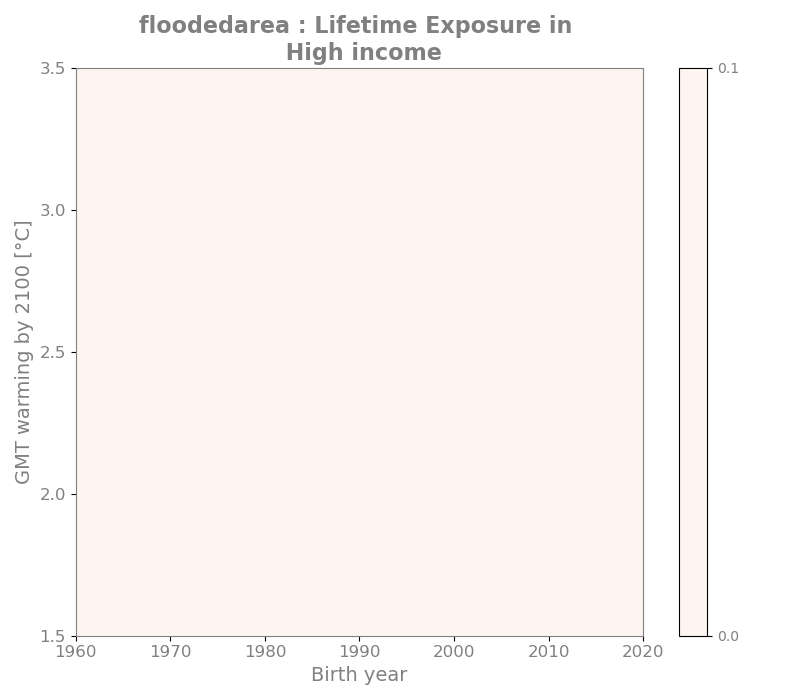 floodedarea : Lifetime Exposure in
High income
3.5
3.0
2.5
2.0
1.5
GMT warming by 2100 [°C]
1960 1970 1980 1990 2000 2010 2020
Birth year
0.1
0.0